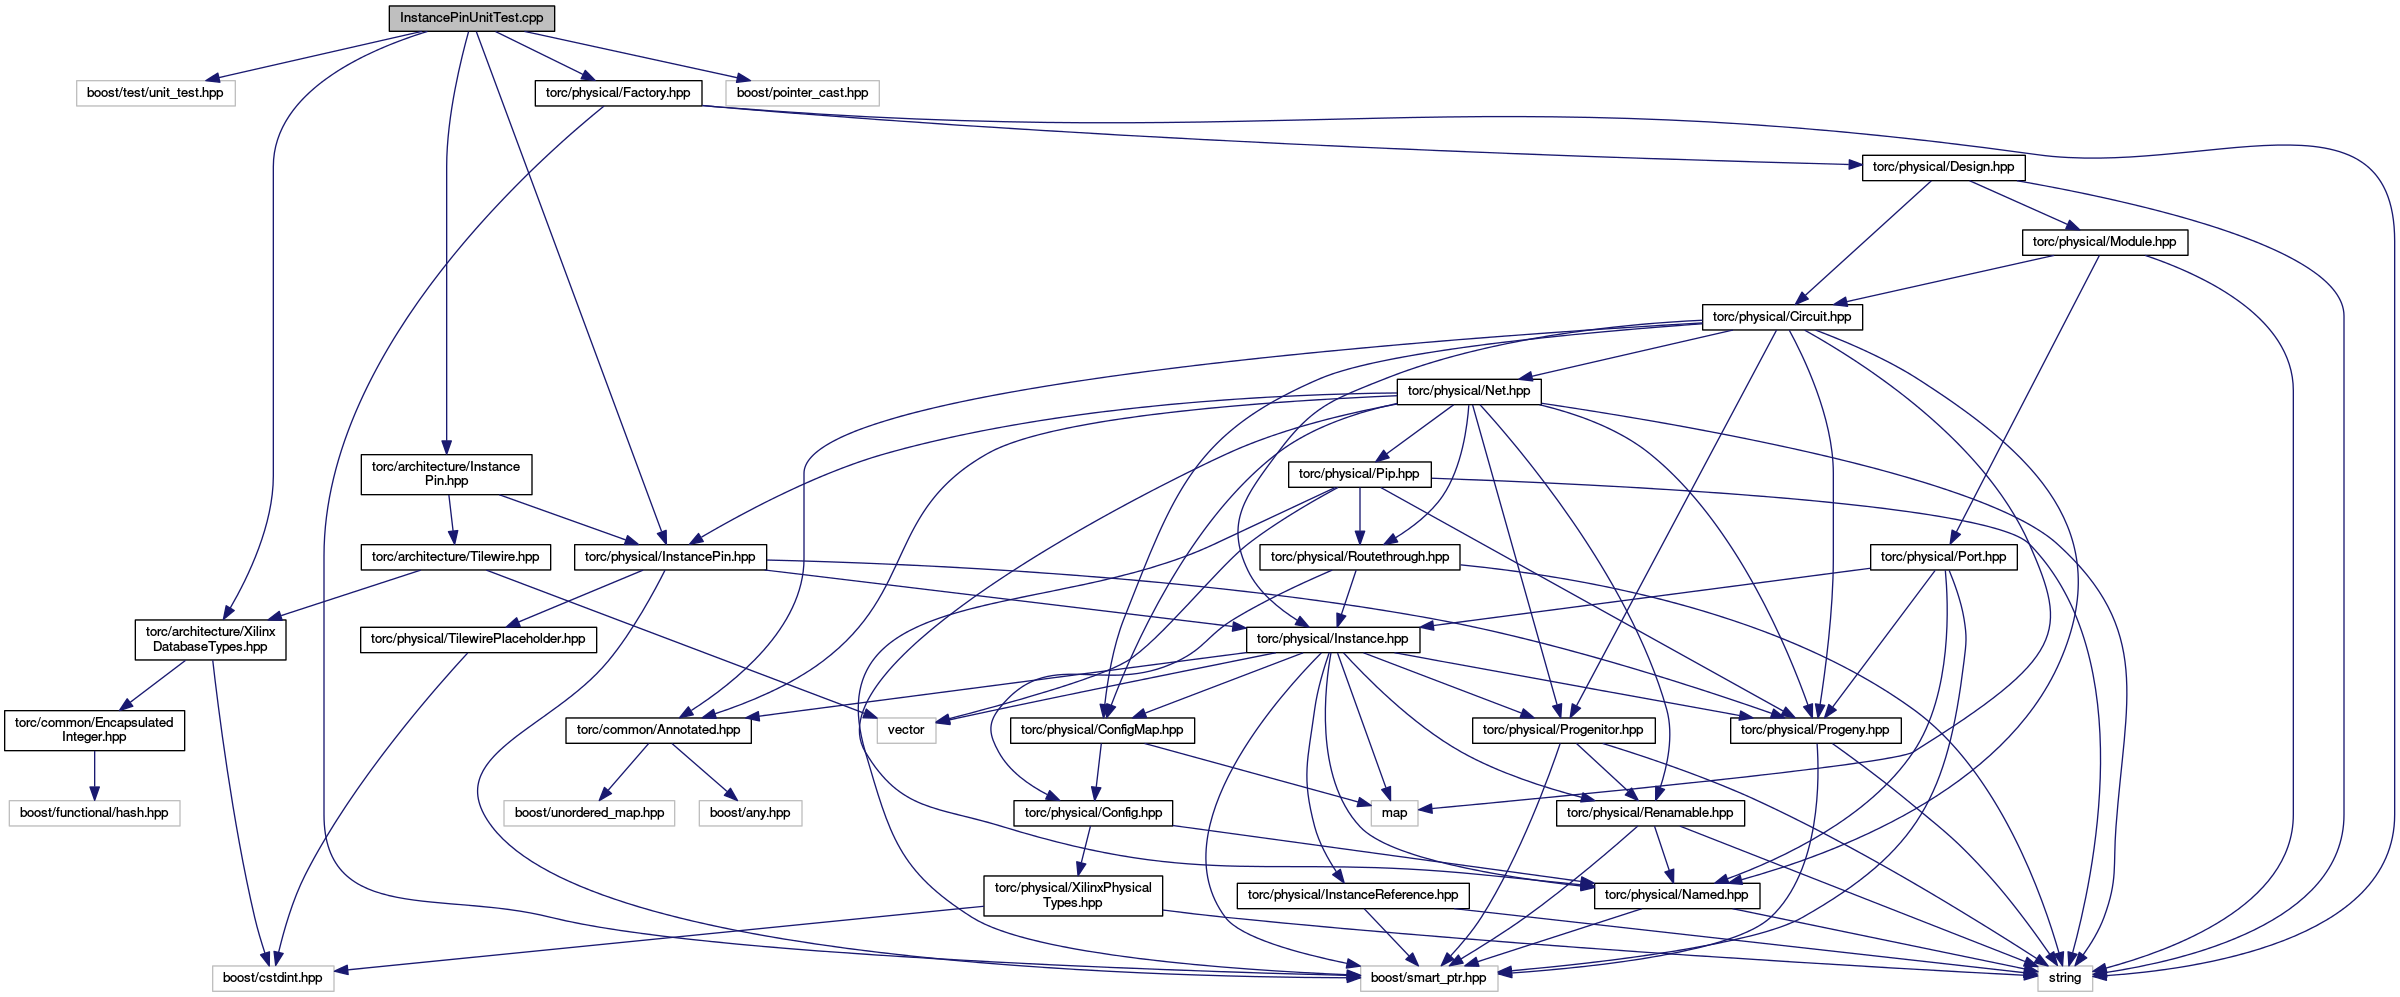 InstancePinUnitTest.cpp
boost/test/unit_test.hpp
torc/physical/Factory.hpp
boost/pointer_cast.hpp
torc/physical/Design.hpp
torc/physical/Module.hpp
torc/physical/Circuit.hpp
torc/physical/Net.hpp
torc/architecture/Instance
Pin.hpp
torc/physical/Pip.hpp
torc/architecture/Tilewire.hpp
torc/physical/InstancePin.hpp
torc/physical/Routethrough.hpp
torc/physical/Port.hpp
torc/architecture/Xilinx
DatabaseTypes.hpp
torc/physical/TilewirePlaceholder.hpp
torc/physical/Instance.hpp
torc/common/Encapsulated
Integer.hpp
torc/common/Annotated.hpp
vector
torc/physical/ConfigMap.hpp
torc/physical/Progenitor.hpp
torc/physical/Progeny.hpp
boost/functional/hash.hpp
boost/unordered_map.hpp
boost/any.hpp
torc/physical/Config.hpp
map
torc/physical/Renamable.hpp
torc/physical/XilinxPhysical
Types.hpp
torc/physical/InstanceReference.hpp
torc/physical/Named.hpp
boost/cstdint.hpp
boost/smart_ptr.hpp
string